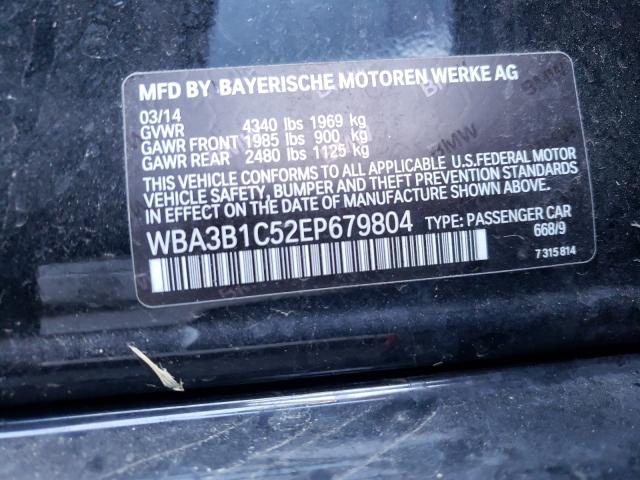 MFD BY BAYERISCHE MOTOREN WERKE AG
03/14
GVWR 4340 lbs 1969 kg
GAWR FRONT 1985 lbs 900 kg
GAWR REAR 2480 lbs 1125 kg
THIS VEHICLE CONFORMS TO ALL APPLICABLE U.S.FEDERAL MOTOR
VEHICLE SAFETY, BUMPER AND THEFT PREVENTION STANDARDS
IN EFFECT ON THE DATE OF MANUFACTURE SHOWN ABOVE.
WBA3B1C52EP679804 TYPE: PASSENGER CAR
668/9
7 315 814
BMW